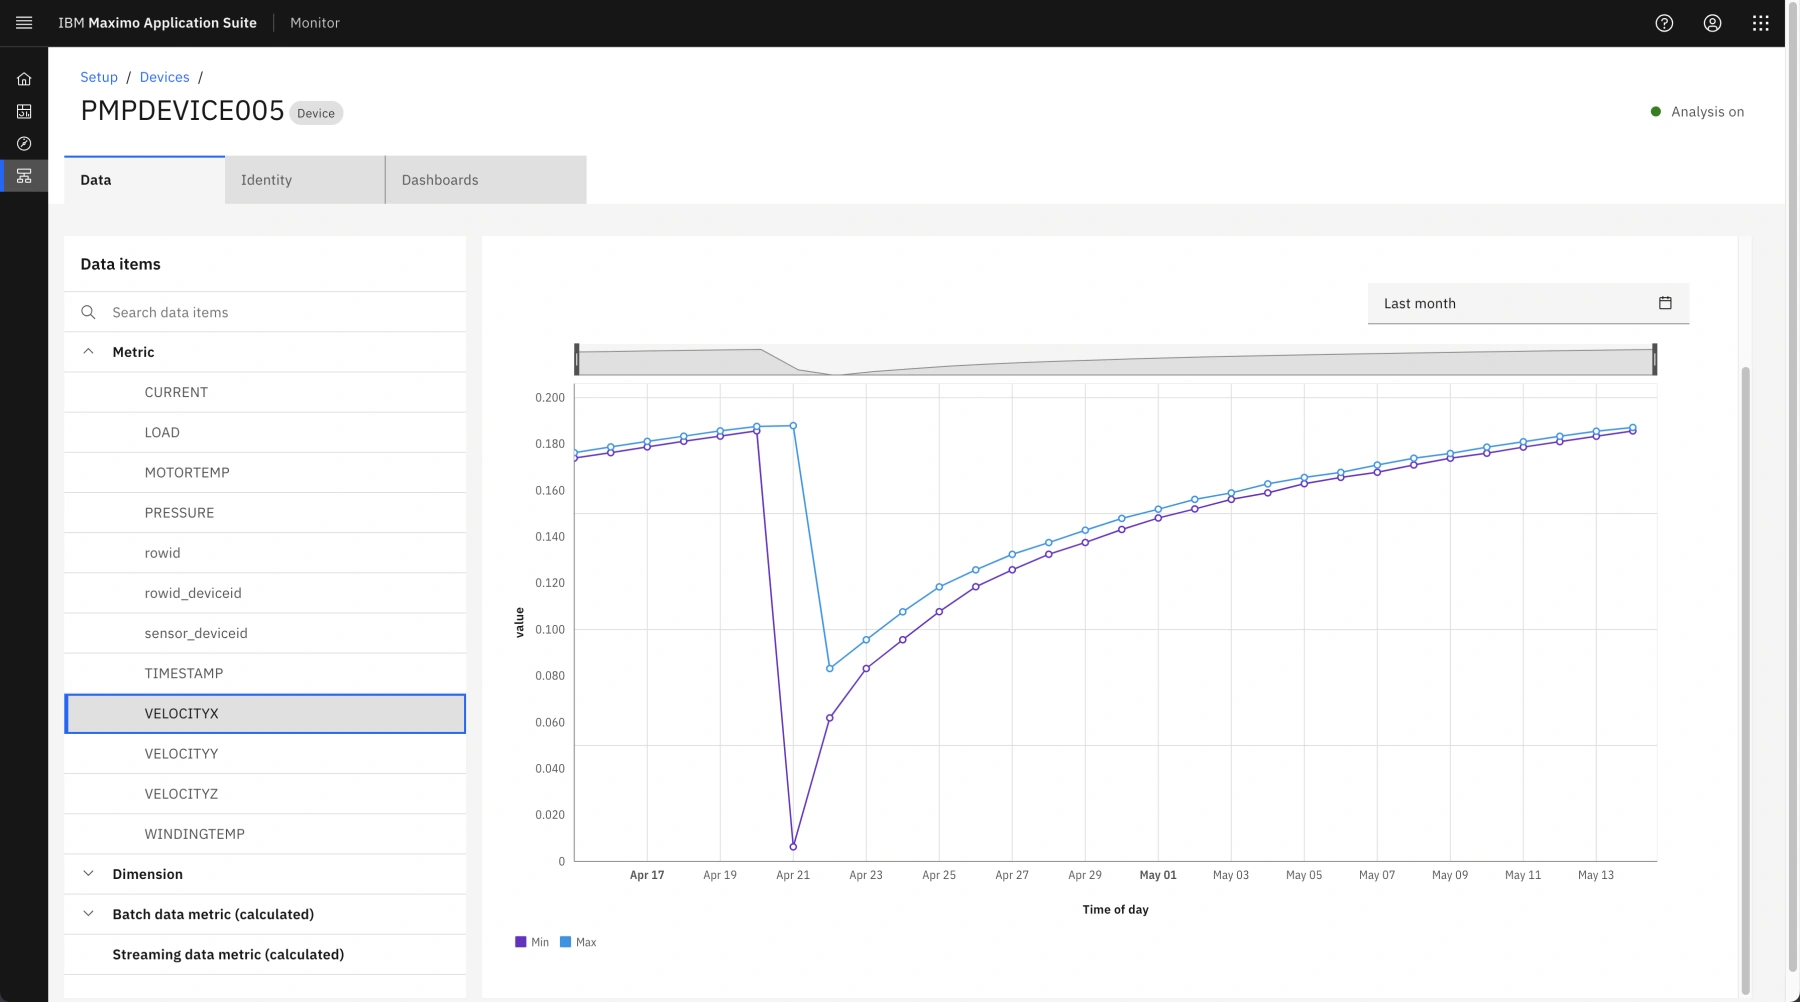 IBM Maximo Application Suite | Monitor
Setup / Devices /
PMPDEVICE005 Device
Analysis on
Data
Identity
Dashboards
Data items
Search data items
Metric
CURRENT
LOAD
MOTORTEMP
PRESSURE
rowid
rowid_deviceid
sensor_deviceid
TIMESTAMP
VELOCITYX
VELOCITYY
VELOCITYZ
WINDINGTEMP
Dimension
Batch data metric (calculated)
Streaming data metric (calculated)
Last month
0.200
0.180
0.160
0.140
0.120
0.100
0.080
0.060
0.040
0.020
0
value
Apr 17 Apr 19 Apr 21 Apr 23 Apr 25 Apr 27 Apr 29 May 01 May 03 May 05 May 07 May 09 May 11 May 13
Time of day
Min Max